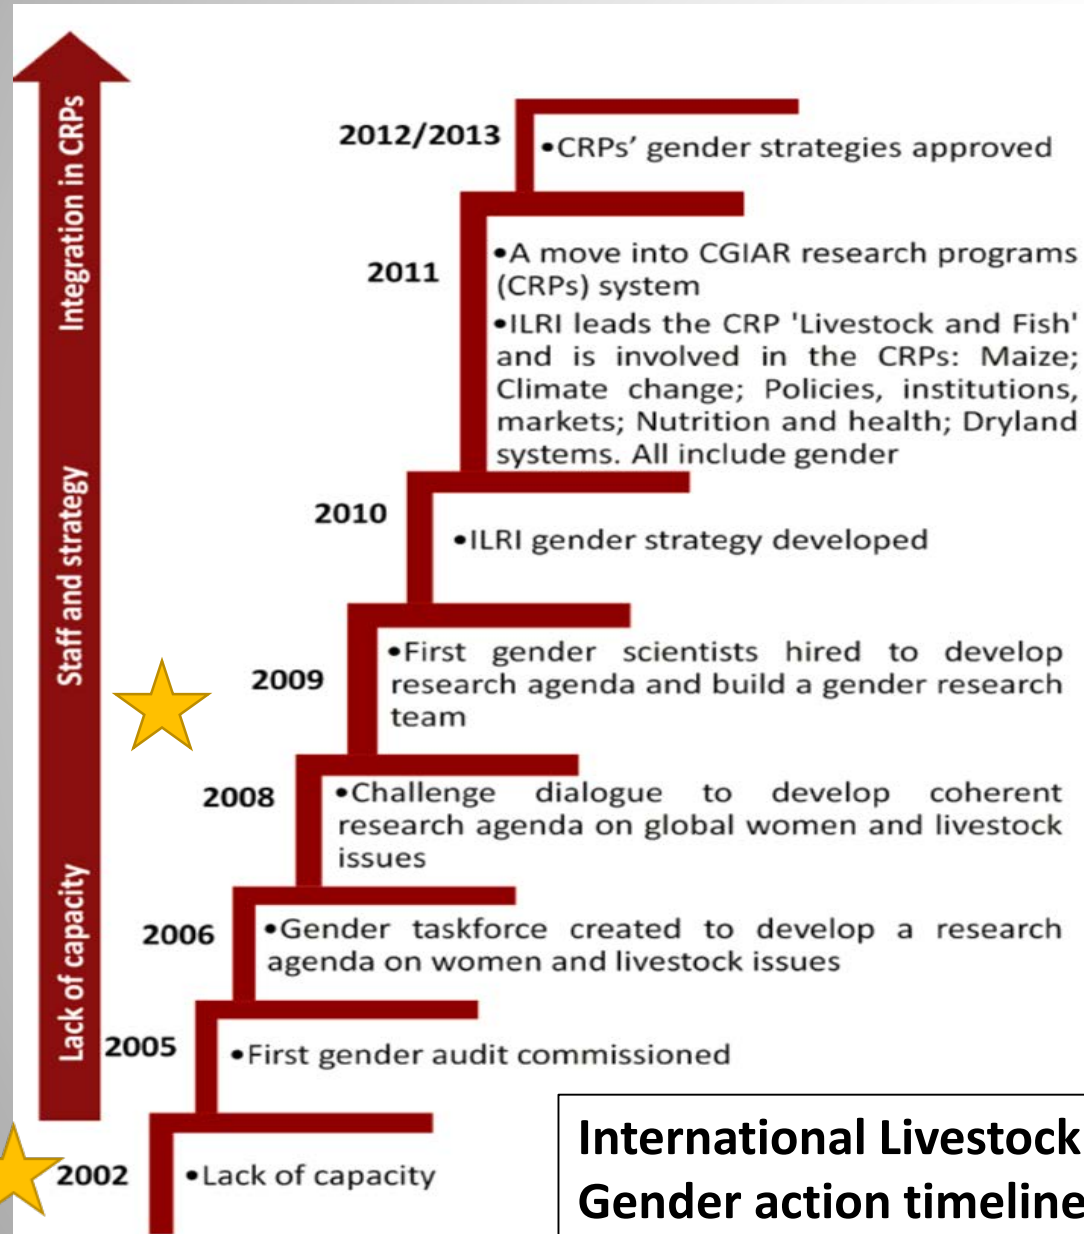 Integration in CRPs
Staff and strategy
Lack of capacity
2012/2013
•CRPs’ gender strategies approved
2011
•A move into CGIAR research programs
(CRPs) system
•ILRI leads the CRP 'Livestock and Fish'
and is involved in the CRPs: Maize;
Climate change; Policies, institutions,
markets; Nutrition and health; Dryland
systems. All include gender
2010
•ILRI gender strategy developed
2009
•First gender scientists hired to develop
research agenda and build a gender research
team
2008
•Challenge dialogue to develop coherent
research agenda on global women and livestock
issues
2006
•Gender taskforce created to develop a research
agenda on women and livestock issues
2005
•First gender audit commissioned
2002
•Lack of capacity
International Livestock
Gender action timeline